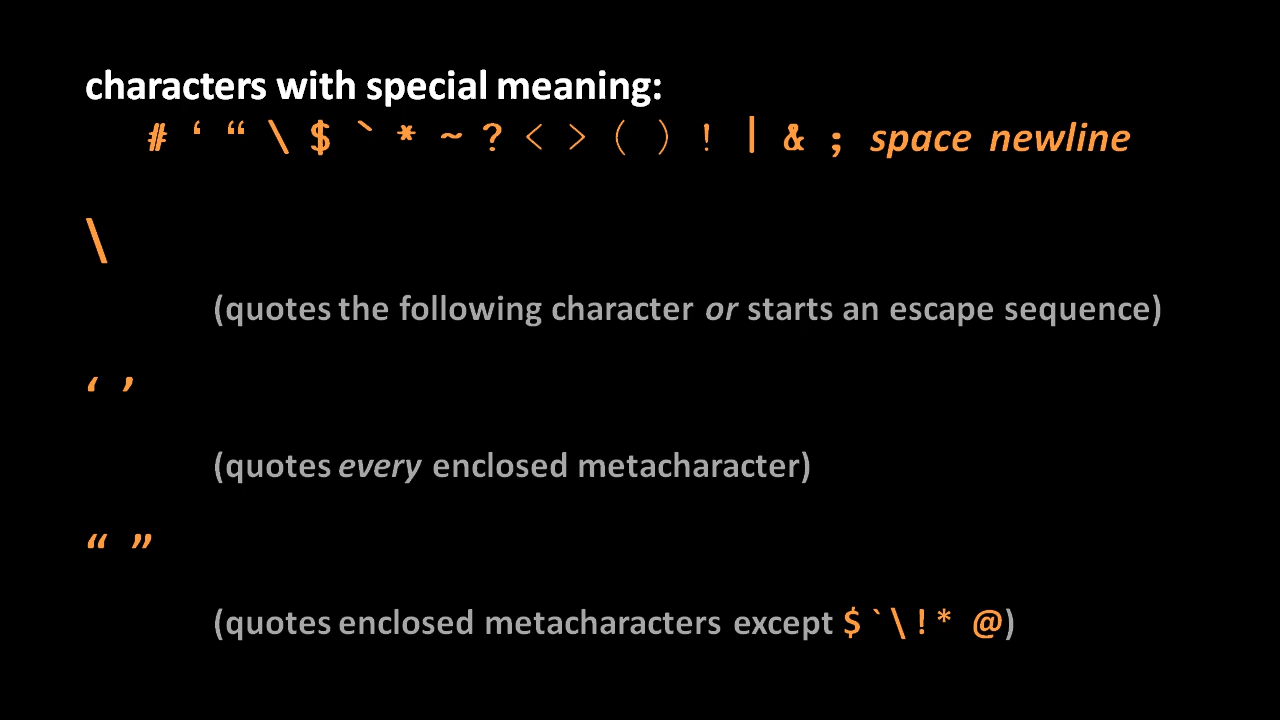 characters with special meaning:
# ‘ “ \ $ ` * ~ ? < > ( ) ! | & ; space newline
\
(quotes the following character or starts an escape sequence)
‘ ’
(quotes every enclosed metacharacter)
“ ”
(quotes enclosed metacharacters except $ ` \ ! * @)